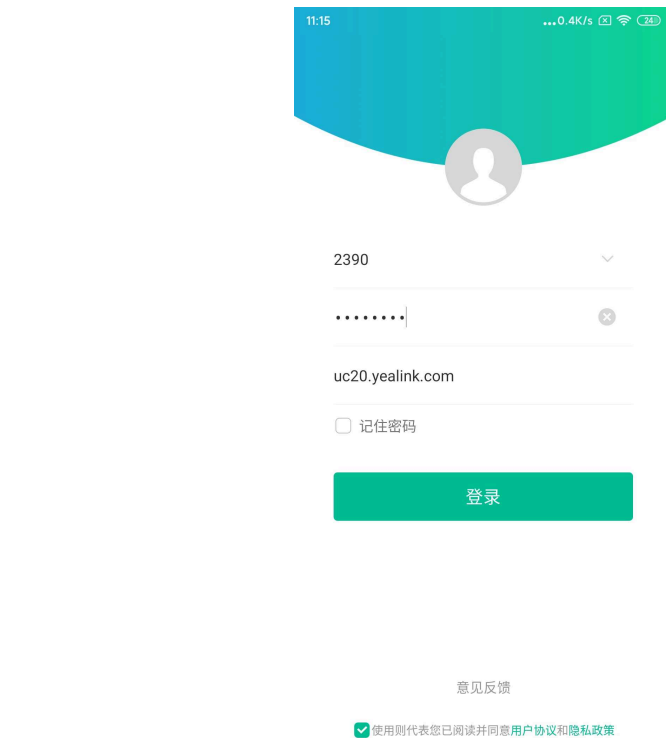 11:15 ...0.4K/s 24
2390
••••••••
uc20.yealink.com
记住密码
登录
意见反馈
使用则代表您已阅读并同意用户协议和隐私政策